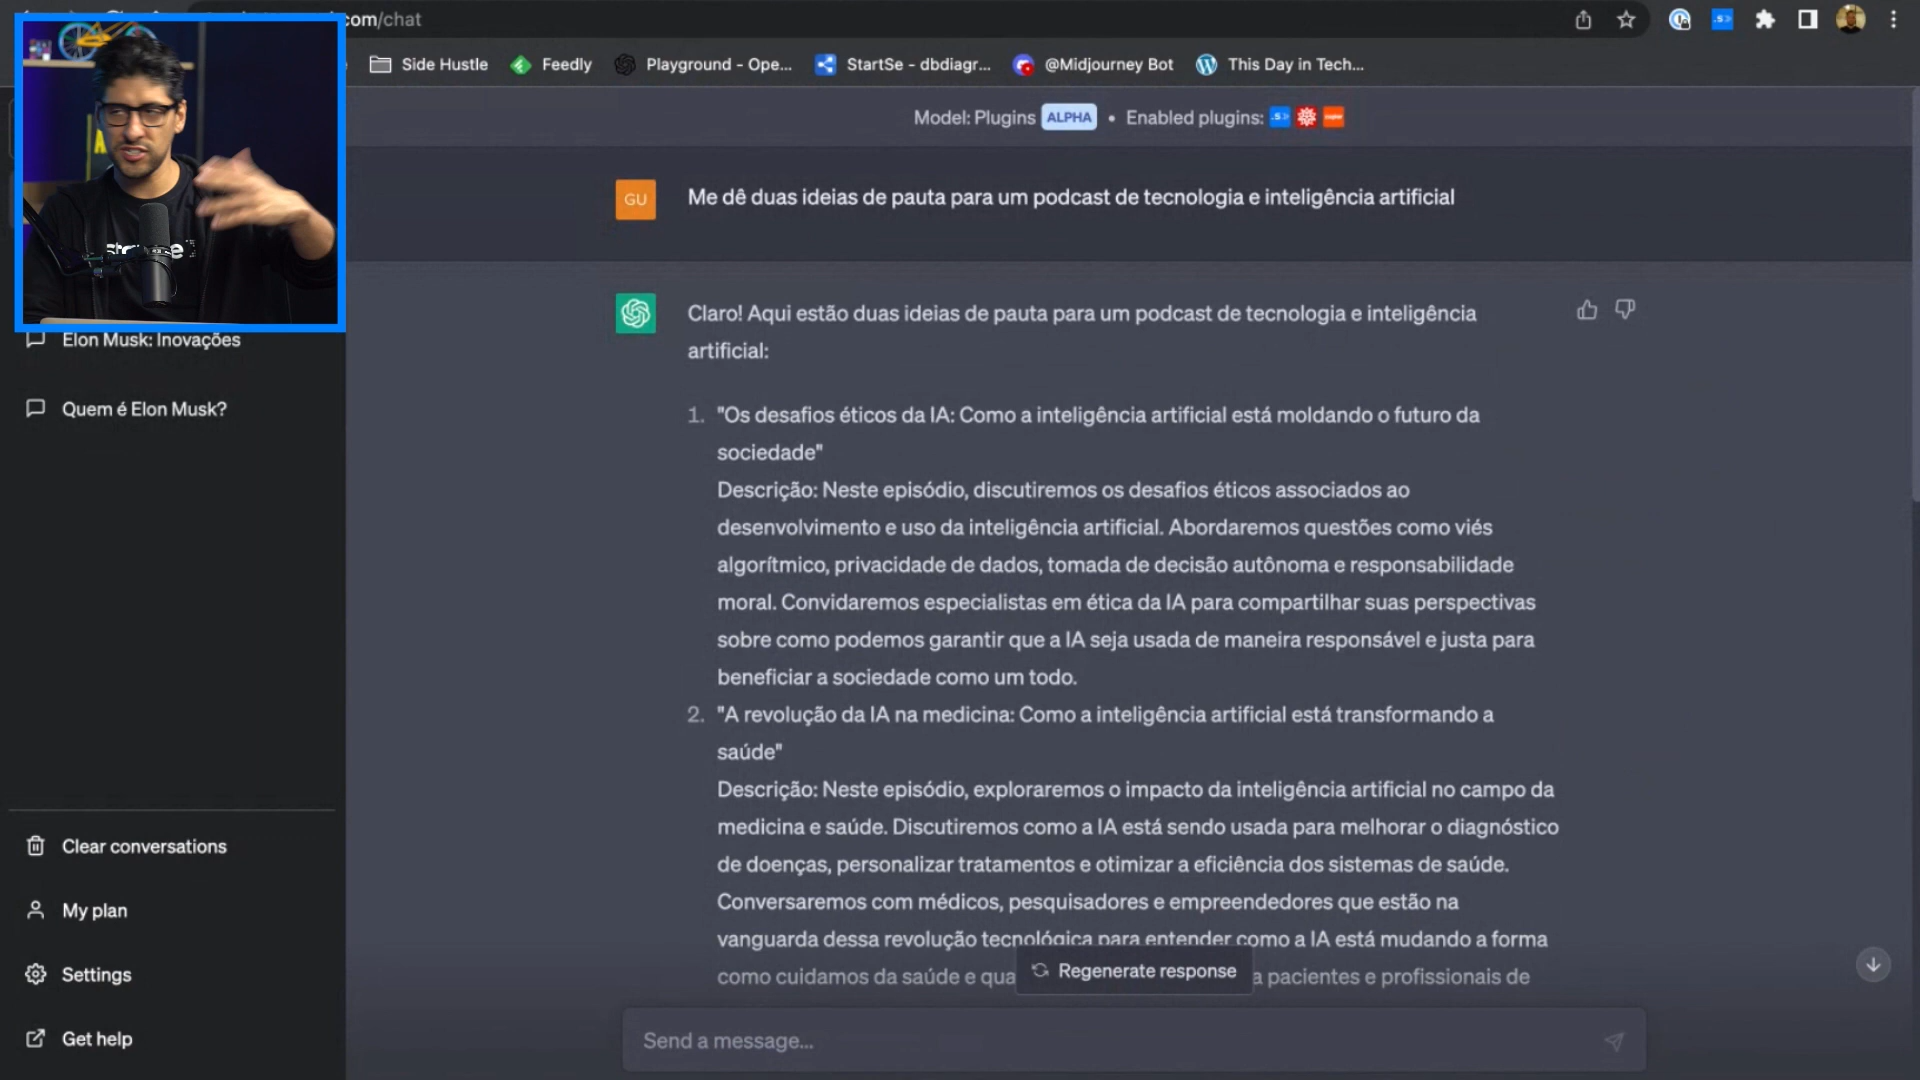 com/chat
Side Hustle
Feedly
Playground - Ope...
StartSe - dbdiagr...
@Midjourney Bot
This Day in Tech...
Model: Plugins ALPHA • Enabled plugins:
GU
Me dê duas ideias de pauta para um podcast de tecnologia e inteligência artificial
Claro! Aqui estão duas ideias de pauta para um podcast de tecnologia e inteligência
artificial:
1. "Os desafios éticos da IA: Como a inteligência artificial está moldando o futuro da
sociedade"
Descrição: Neste episódio, discutiremos os desafios éticos associados ao
desenvolvimento e uso da inteligência artificial. Abordaremos questões como viés
algorítmico, privacidade de dados, tomada de decisão autônoma e responsabilidade
moral. Convidaremos especialistas em ética da IA para compartilhar suas perspectivas
sobre como podemos garantir que a IA seja usada de maneira responsável e justa para
beneficiar a sociedade como um todo.
2. "A revolução da IA na medicina: Como a inteligência artificial está transformando a
saúde"
Descrição: Neste episódio, exploraremos o impacto da inteligência artificial no campo da
medicina e saúde. Discutiremos como a IA está sendo usada para melhorar o diagnóstico
de doenças, personalizar tratamentos e otimizar a eficiência dos sistemas de saúde.
Conversaremos com médicos, pesquisadores e empreendedores que estão na
vanguarda dessa revolução tecnológica para entender como a IA está mudando a forma
como cuidamos da saúde e qua
a pacientes e profissionais de
Regenerate response
Send a message...
Elon Musk: Inovações
Quem é Elon Musk?
Clear conversations
My plan
Settings
Get help